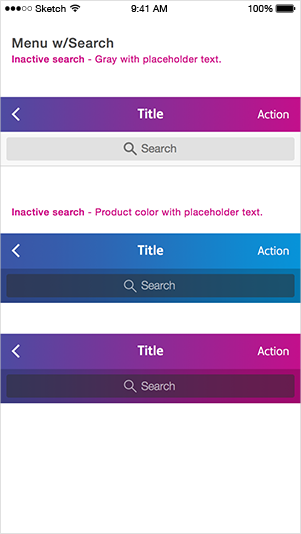 Sketch 9:41 AM 100%
Menu w/Search
Inactive search - Gray with placeholder text.
Title Action
Search
Inactive search - Product color with placeholder text.
Title Action
Search
Title Action
Search